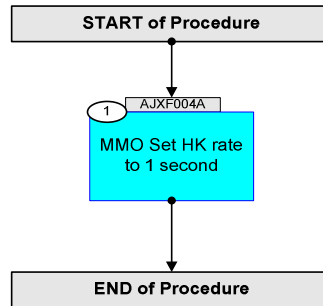 START of Procedure
AJXF004A
1
MMO Set HK rate
to 1 second
END of Procedure